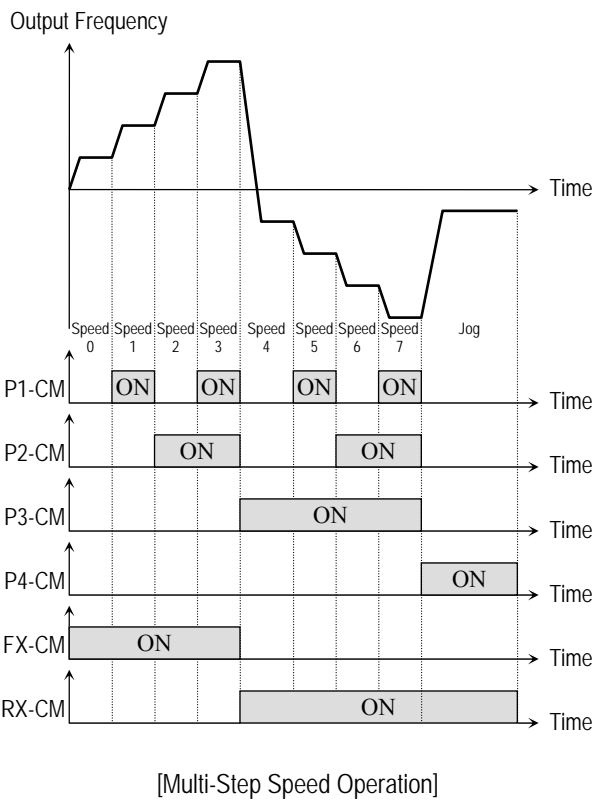 Output Frequency
Time
Speed 0
Speed 1
Speed 2
Speed 3
Speed 4
Speed 5
Speed 6
Speed 7
Jog
P1-CM ON ON ON ON Time
P2-CM ON ON Time
P3-CM ON Time
P4-CM ON Time
FX-CM ON Time
RX-CM ON Time
[Multi-Step Speed Operation]